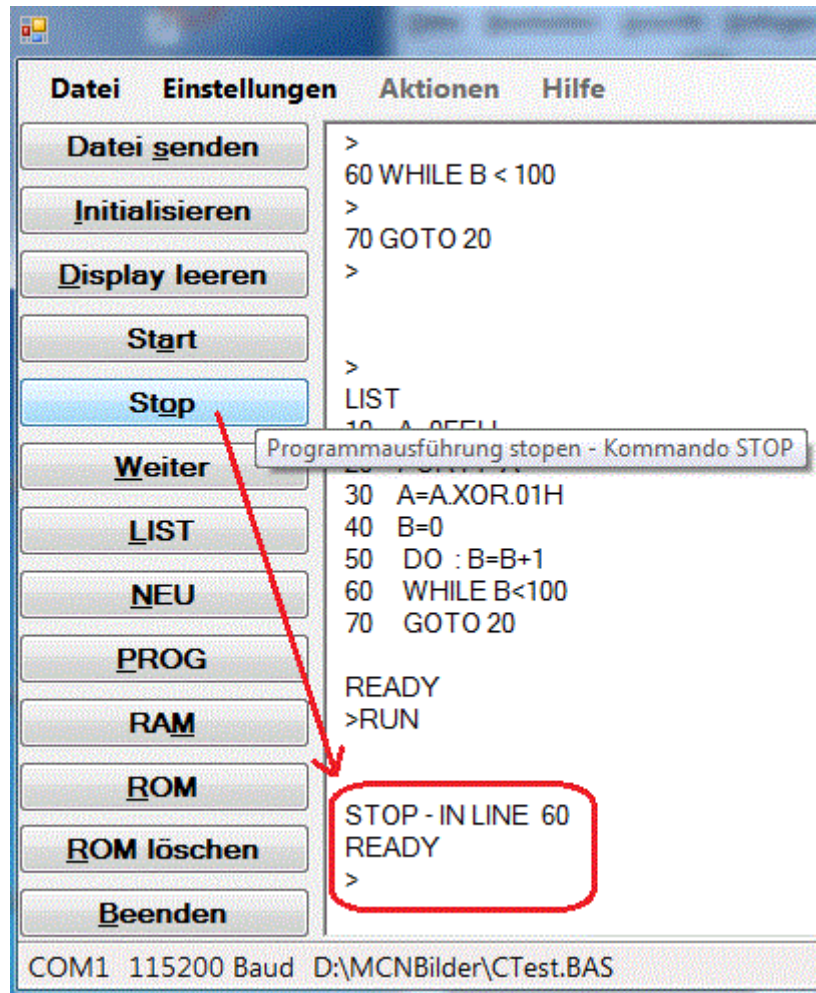 Datei Einstellungen Aktionen Hilfe
Datei senden
Initialisieren
Display leeren
Start
Stop
Weiter
LIST
NEU
PROG
RAM
ROM
ROM löschen
Beenden
>
60 WHILE B < 100
>
70 GOTO 20
>
>
LIST
Programmausführung stopen - Kommando STOP
30 A=A.XOR.01H
40 B=0
50 DO : B=B+1
60 WHILE B<100
70 GOTO 20
READY
>RUN
STOP - IN LINE 60
READY
>
COM1 115200 Baud D:\MCNBilder\CTest.BAS